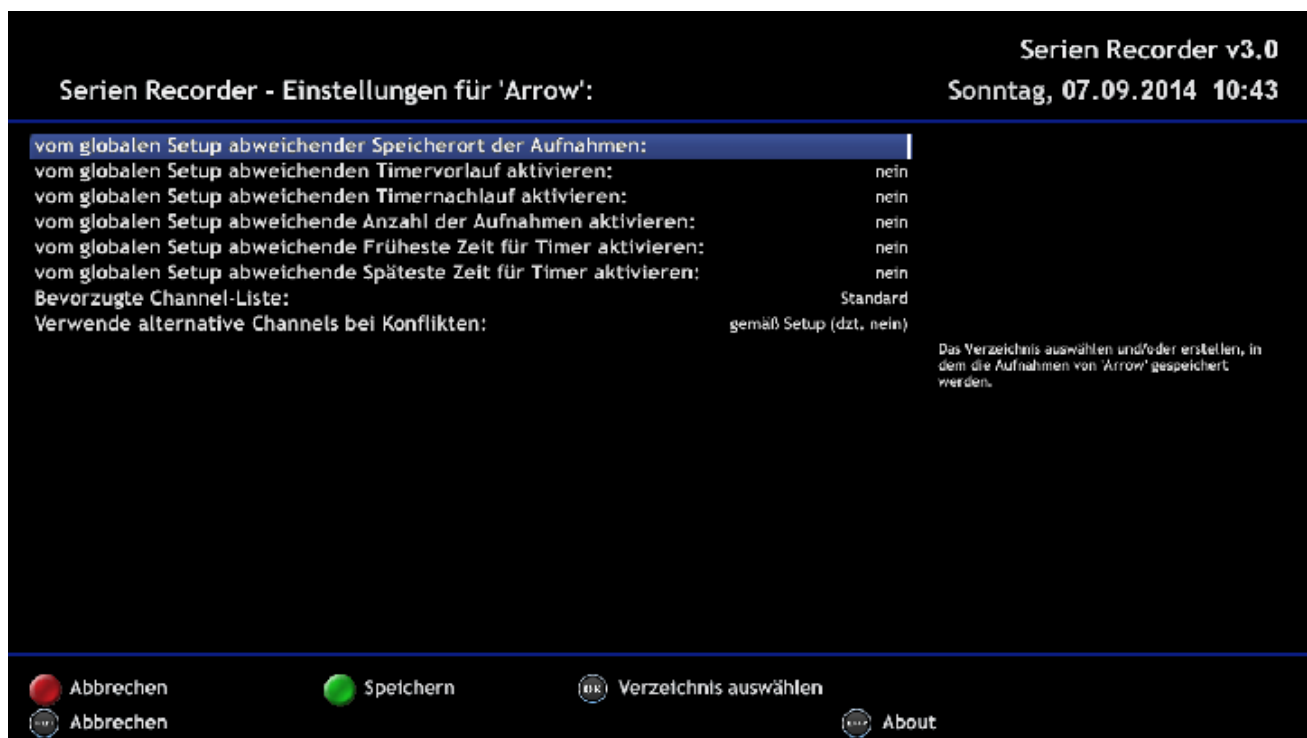 Serien Recorder v3.0
Serien Recorder - Einstellungen für 'Arrow':
Sonntag, 07.09.2014 10:43
vom globalen Setup abweichender Speicherort der Aufnahmen:
vom globalen Setup abweichenden Timervorlauf aktivieren: nein
vom globalen Setup abweichenden Timernachlauf aktivieren: nein
vom globalen Setup abweichende Anzahl der Aufnahmen aktivieren: nein
vom globalen Setup abweichende Früheste Zeit für Timer aktivieren: nein
vom globalen Setup abweichende Späteste Zeit für Timer aktivieren: nein
Bevorzugte Channel-Liste: Standard
Verwende alternative Channels bei Konflikten: gemäß Setup (dzt. nein)
Das Verzeichnis auswählen und/oder erstellen, in
dem die Aufnahmen von 'Arrow' gespeichert
werden.
Abbrechen Speichern OK Verzeichnis auswählen
Abbrechen About